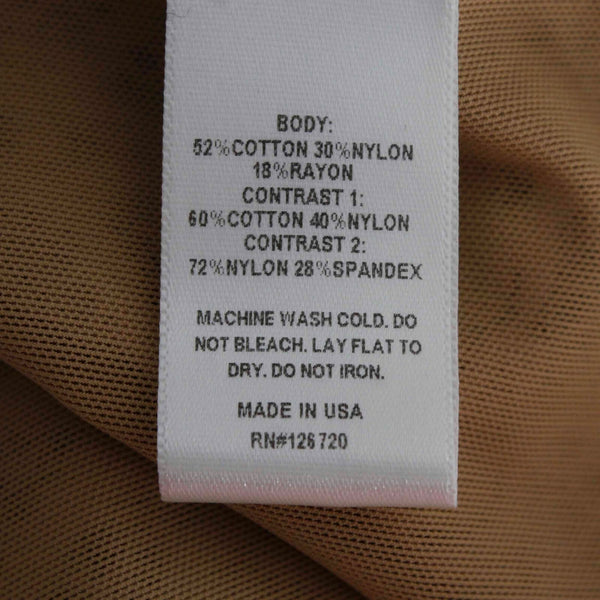 BODY:
52%COTTON 30%NYLON
18%RAYON
CONTRAST 1:
60%COTTON 40%NYLON
CONTRAST 2:
72%NYLON 28%SPANDEX
MACHINE WASH COLD. DO
NOT BLEACH. LAY FLAT TO
DRY. DO NOT IRON.
MADE IN USA
RN#126720